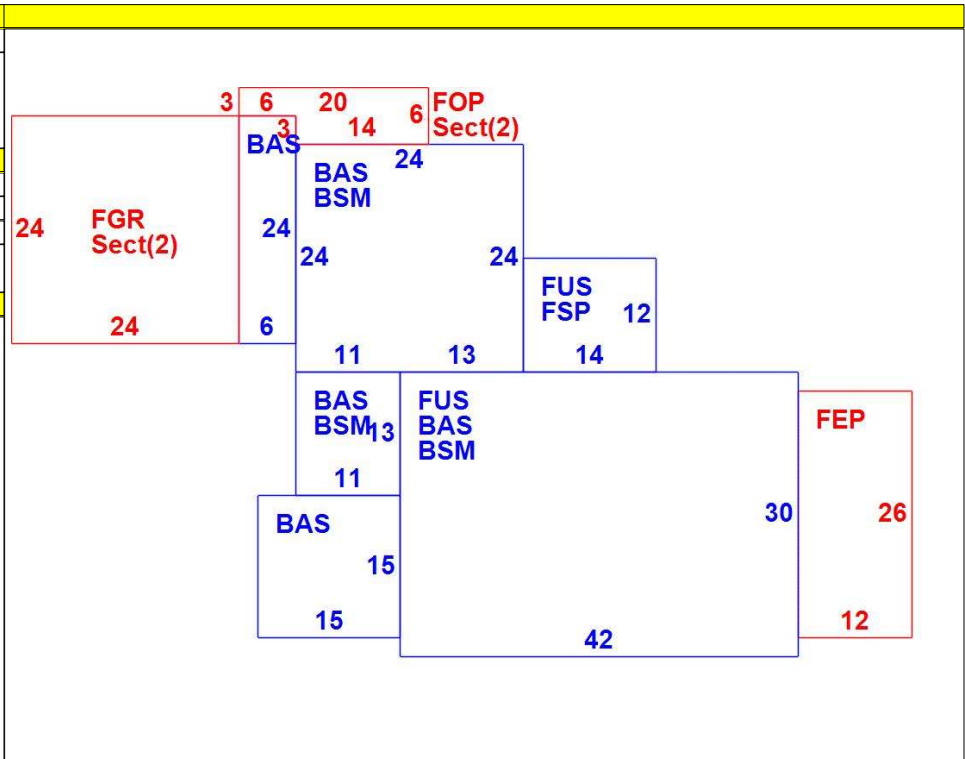 3 6 20 FOP
3 14 6 Sect(2)
BAS
24
BAS
BSM
24 FGR
Sect(2)
24 24 24
FUS
FSP 12
24 6 11 13 14
BAS
BSM 13
11
FUS
BAS
BSM
FEP
30 26
BAS
15
15
42
12